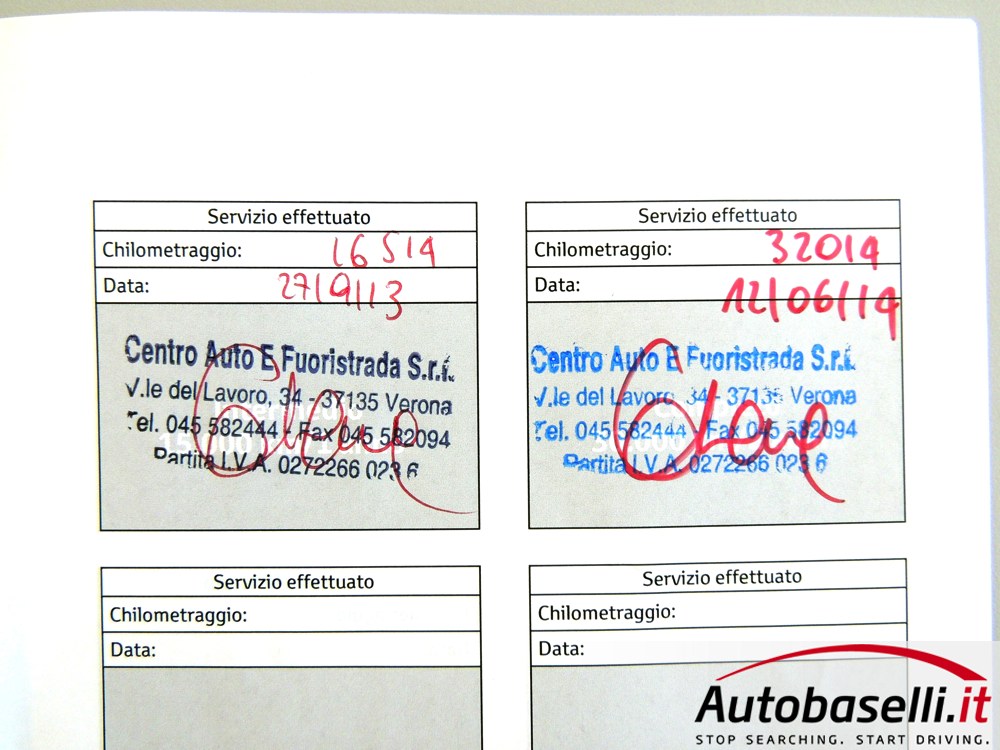 Servizio effettuato
Chilometraggio: 16514
Data: 27/9/13
Centro Auto E Fuoristrada S.r.l.
V.le del Lavoro, 34 - 37135 Verona
Tel. 045 582444 - Fax 045 582094
Partita I.V.A. 0272266 023 6
Servizio effettuato
Chilometraggio: 32014
Data: 12/06/14
Centro Auto E Fuoristrada S.r.l.
V.le del Lavoro, 34 - 37135 Verona
Tel. 045 582444 - Fax 045 582094
Partita I.V.A. 0272266 023 6
Servizio effettuato
Chilometraggio:
Data:
Servizio effettuato
Chilometraggio:
Data:
Autobaselli.it
STOP SEARCHING. START DRIVING.